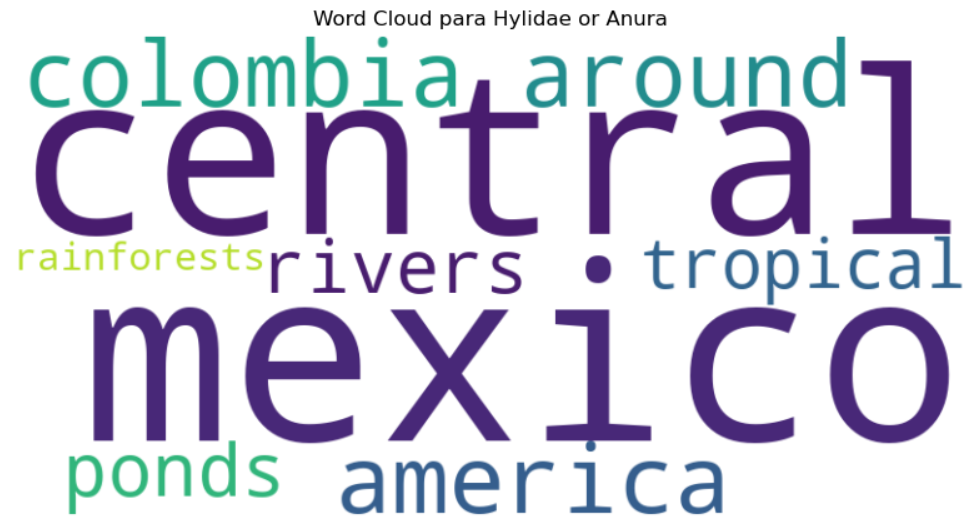 Word Cloud para Hylidae or Anura
colombia around
central
rainforests rivers tropical
mexico
ponds america